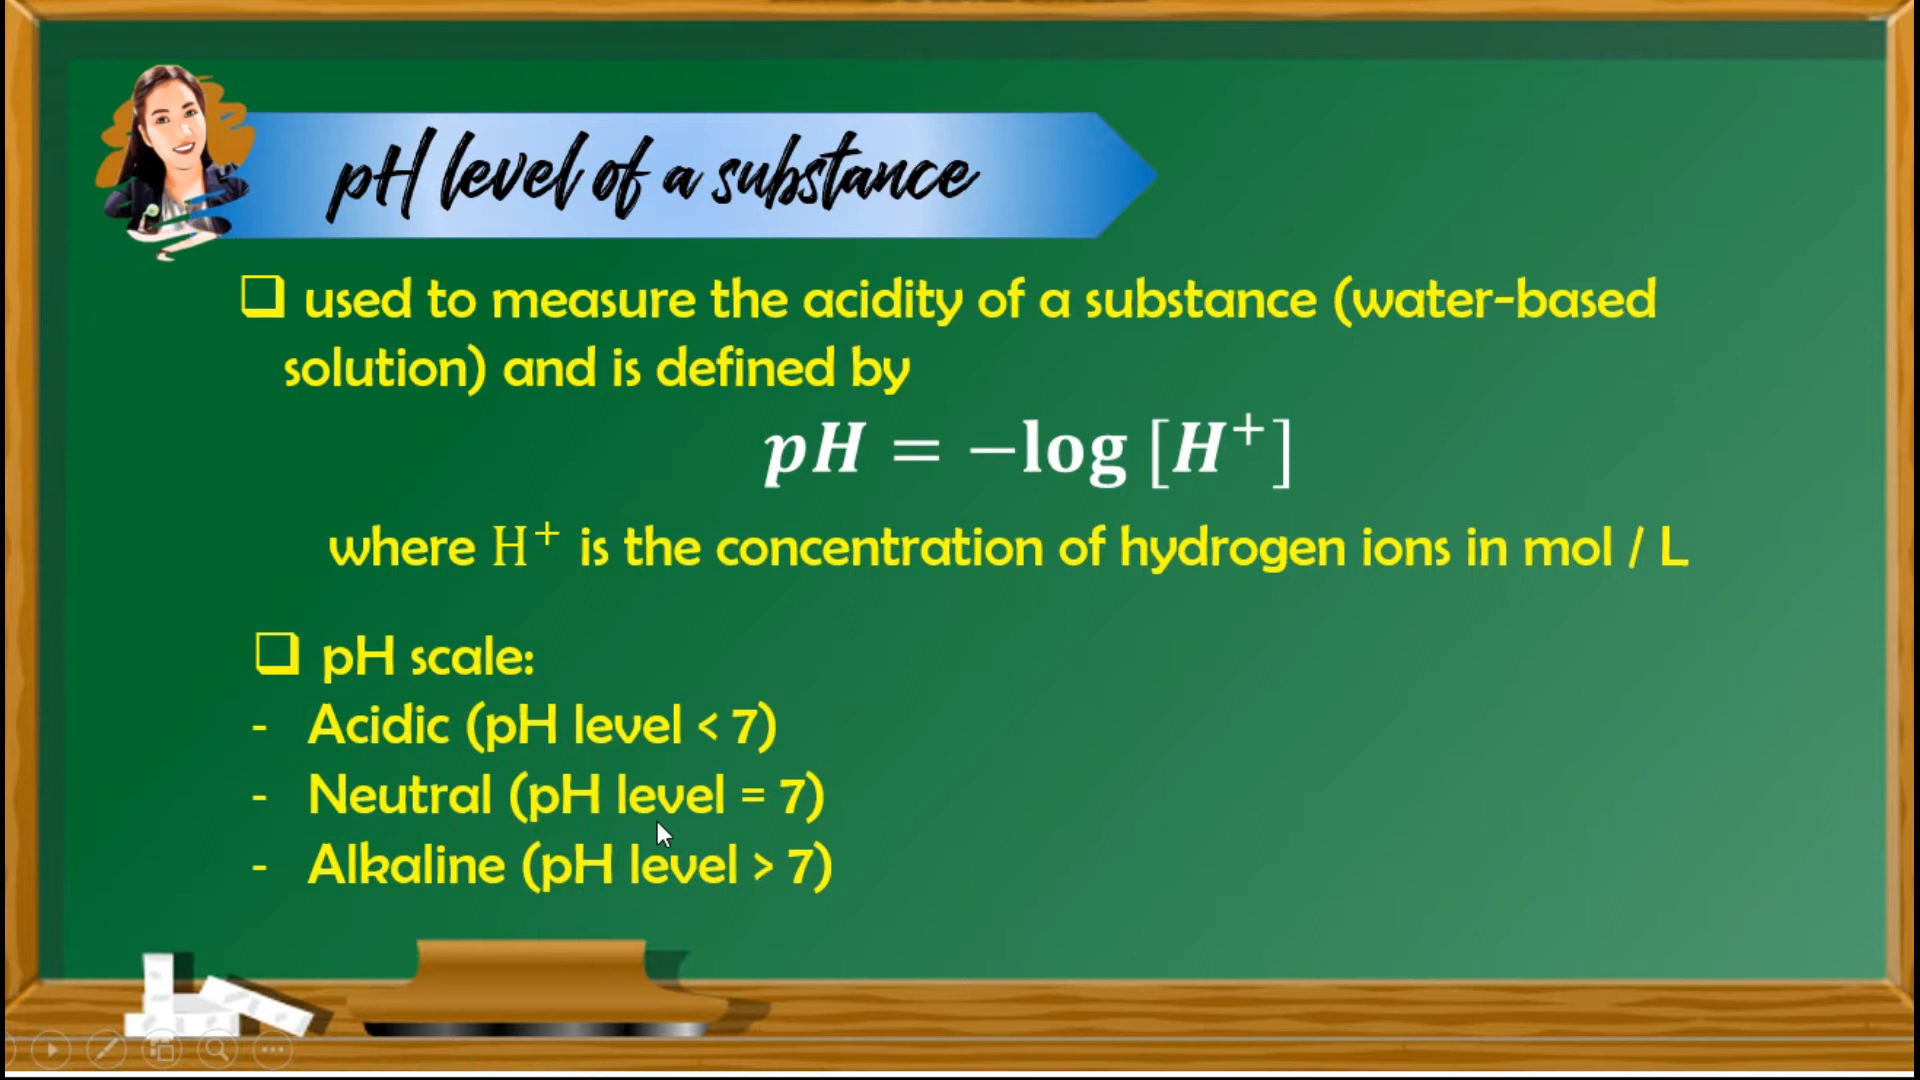 pH level of a substance
❑ used to measure the acidity of a substance (water-based
solution) and is defined by
pH = −log [H⁺]
where H⁺ is the concentration of hydrogen ions in mol / L
❑ pH scale:
- Acidic (pH level < 7)
- Neutral (pH level = 7)
- Alkaline (pH level > 7)